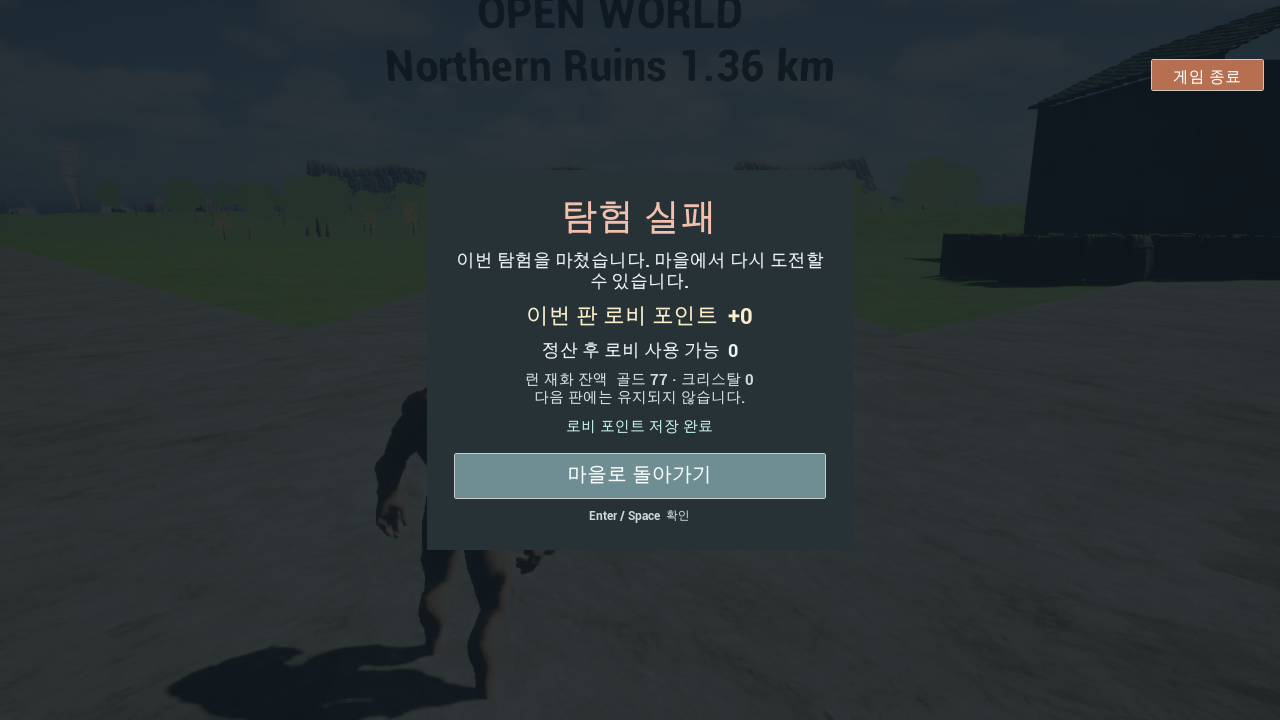 OPEN WORLD
Northern Ruins 1.36 km
게임 종료
탐험 실패
이번 탐험을 마쳤습니다. 마을에서 다시 도전할
수 있습니다.
이번 판 로비 포인트 +0
정산 후 로비 사용 가능 0
런 재화 잔액 골드 77 · 크리스탈 0
다음 판에는 유지되지 않습니다.
로비 포인트 저장 완료
마을로 돌아가기
Enter / Space 확인